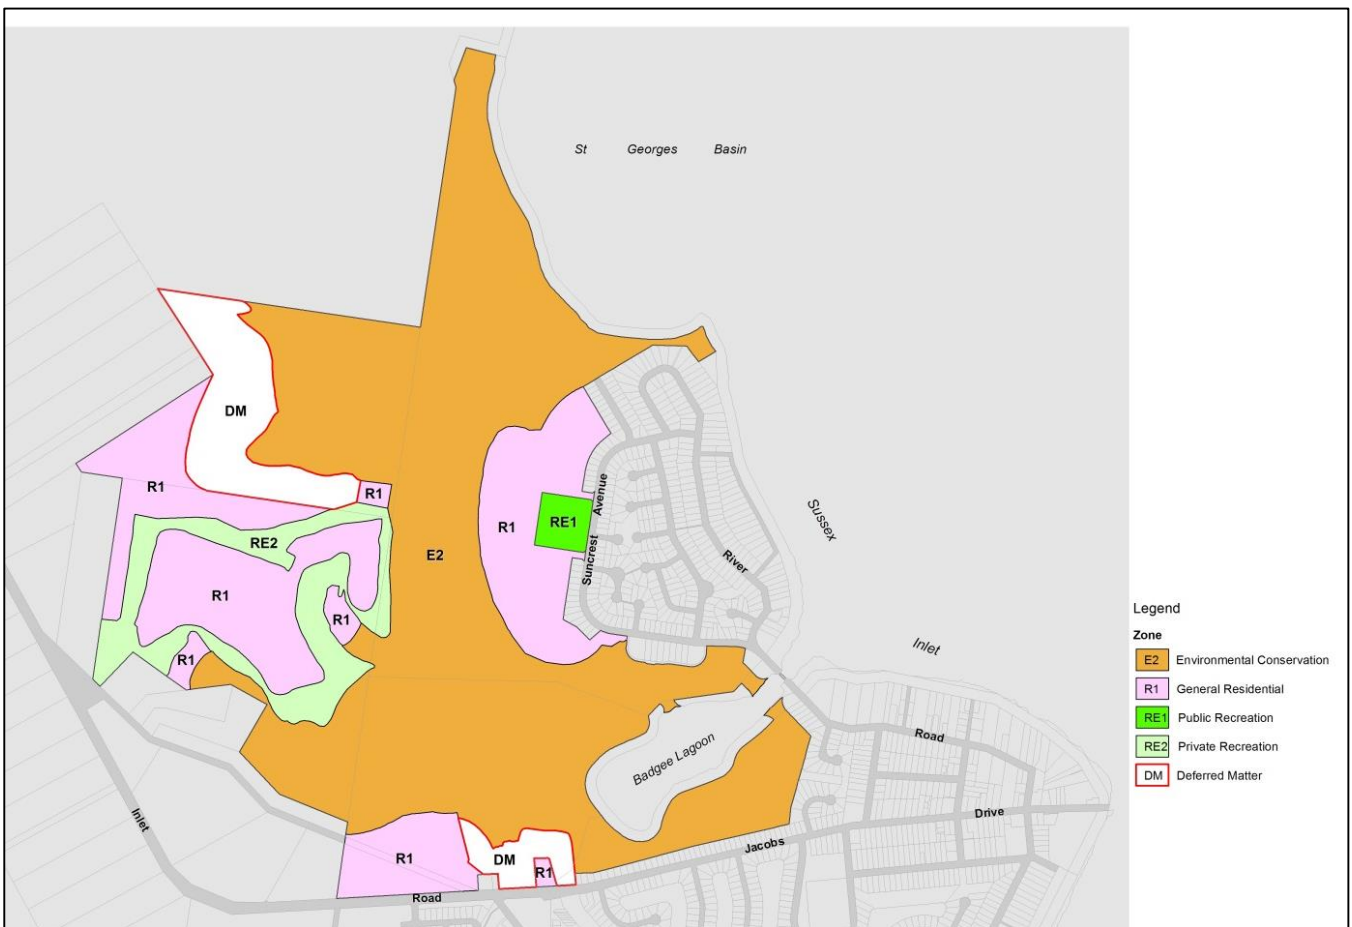 St Georges Basin
DM
R1
R1
RE2
R1
R1
R1
E2
R1
RE1
Suncrest Avenue
River
Sussex
Inlet
Badgee Lagoon
Road
Drive
Jacobs
Inlet
R1
DM
R1
Road
Legend
Zone
E2 Environmental Conservation
R1 General Residential
RE1 Public Recreation
RE2 Private Recreation
DM Deferred Matter